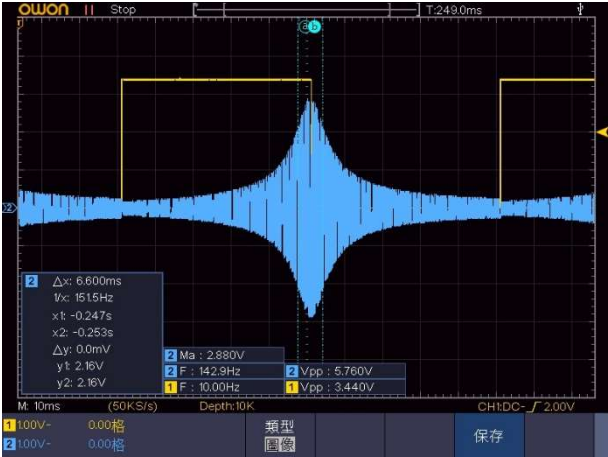 OWON Stop T:249.0ms
a b
2
2 △x: 6.600ms
1/x: 151.5Hz
x1: -0.247s
x2: -0.253s
△y: 0.0mV
y1: 2.16V
y2: 2.16V
2 Ma : 2.880V
2 F : 142.9Hz 2 Vpp : 5.760V
1 F : 10.00Hz 1 Vpp : 3.440V
M: 10ms (50KS/s) Depth:10K CH1:DC- 2.00V
1 1.00V~ 0.00格
2 1.00V~ 0.00格
類型
圖像
保存